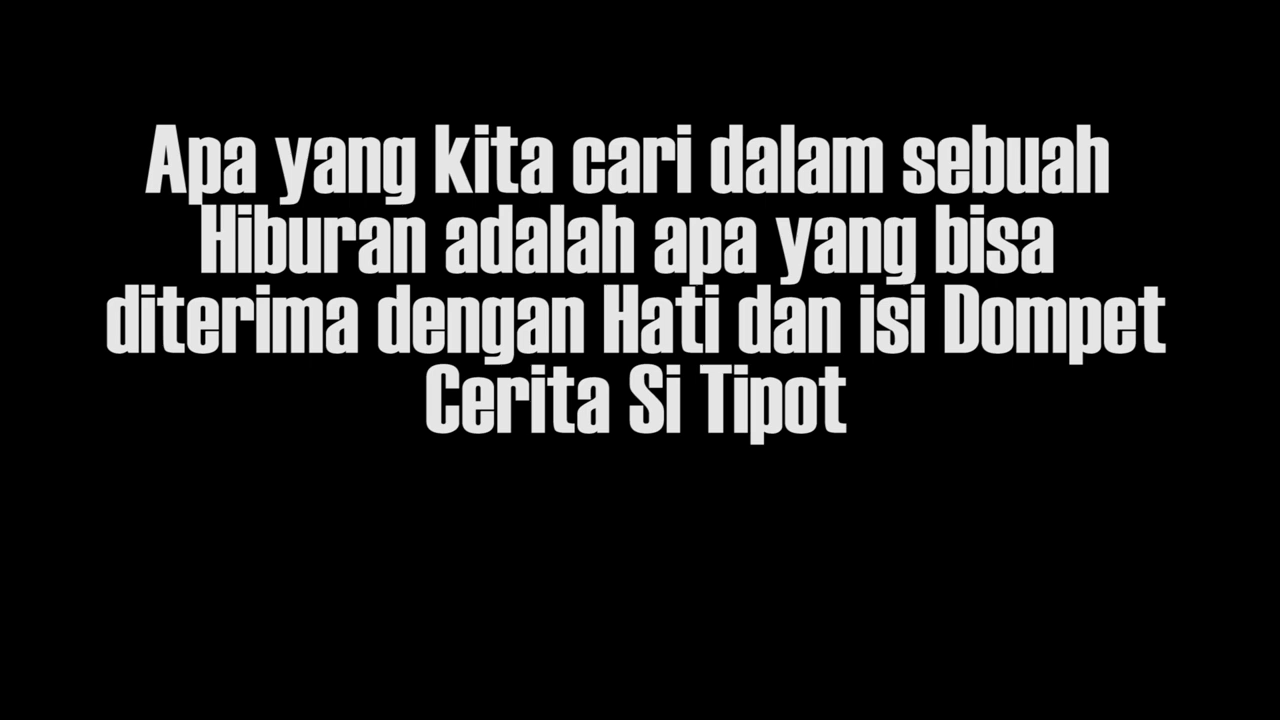 Apa yang kita cari dalam sebuah
Hiburan adalah apa yang bisa
diterima dengan Hati dan isi Dompet
Cerita Si Tipot